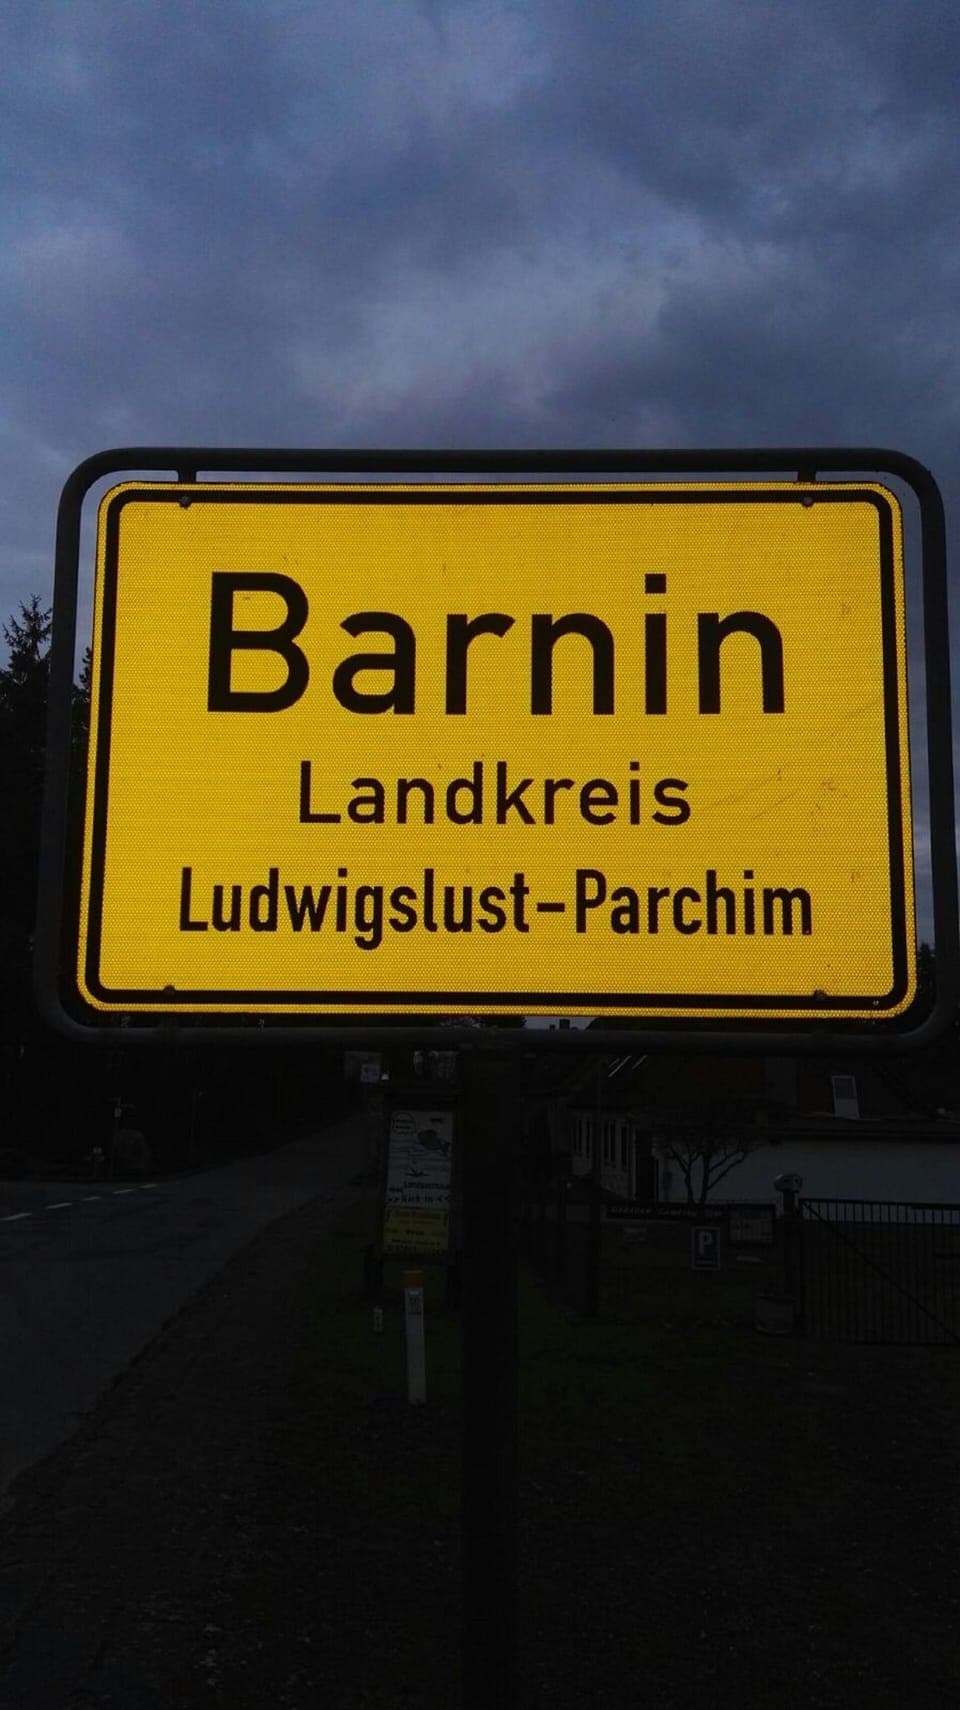 Barnin
Landkreis
Ludwigslust-Parchim
P